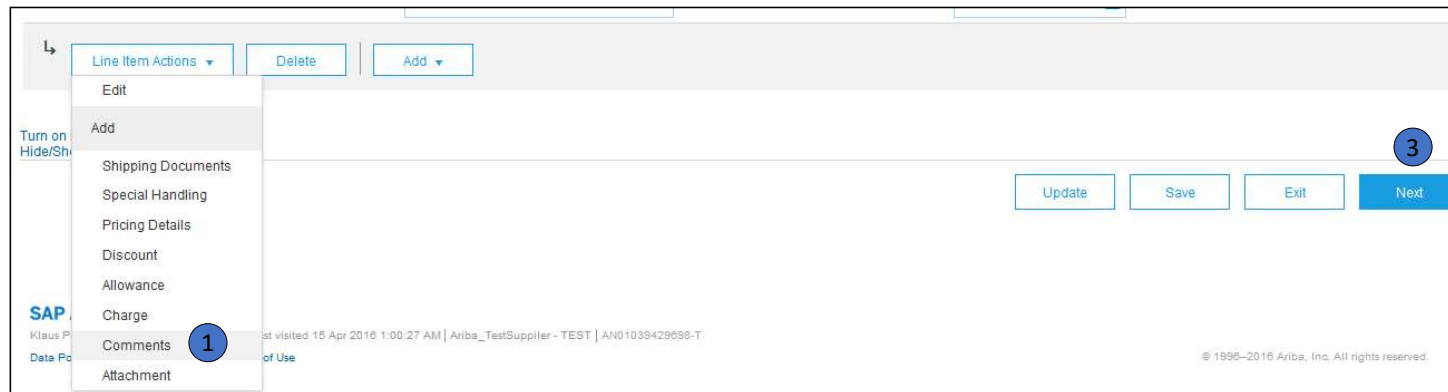 Line Item Actions
Delete
Add
Edit
Add
Turn on
Hide/Sh
3
Shipping Documents
Special Handling
Update
Save
Exit
Next
Pricing Details
Discount
Allowance
SAP
Charge
Klaus P
st visited 15 Apr 2016 1:00:27 AM | Ariba_TestSuppiler - TEST | AN01039429698-T
Comments
1
Data Po
of Use
© 1996–2016 Ariba, Inc. All rights reserved.
Attachment